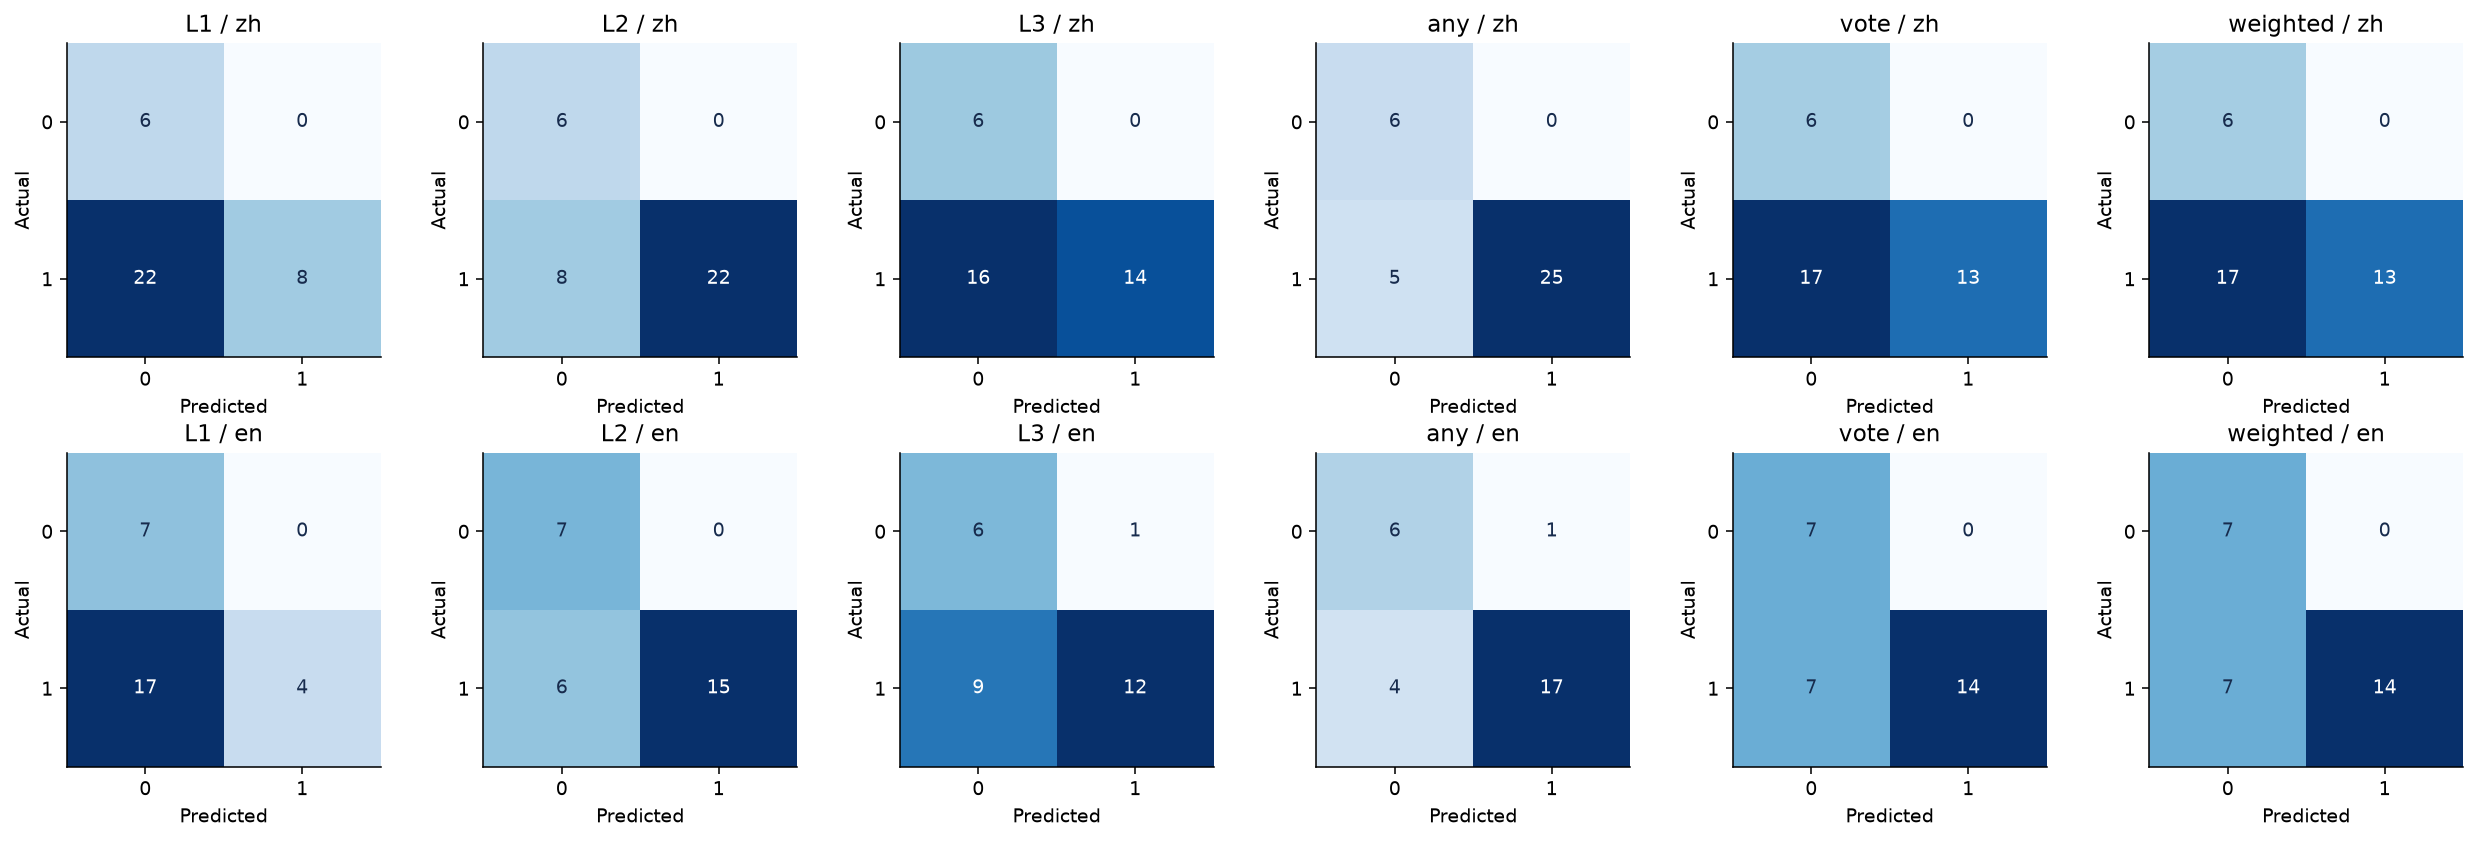 L1 / zh L2 / zh L3 / zh any / zh vote / zh weighted / zh
0 6 0 0 6 0 0 6 0 0 6 0 0 6 0 0 6 0
Actual Actual Actual Actual Actual Actual
1 22 8 1 8 22 1 16 14 1 5 25 1 17 13 1 17 13
0 1 0 1 0 1 0 1 0 1 0 1
Predicted Predicted Predicted Predicted Predicted Predicted
L1 / en L2 / en L3 / en any / en vote / en weighted / en
0 7 0 0 7 0 0 6 1 0 6 1 0 7 0 0 7 0
Actual Actual Actual Actual Actual Actual
1 17 4 1 6 15 1 9 12 1 4 17 1 7 14 1 7 14
0 1 0 1 0 1 0 1 0 1 0 1
Predicted Predicted Predicted Predicted Predicted Predicted